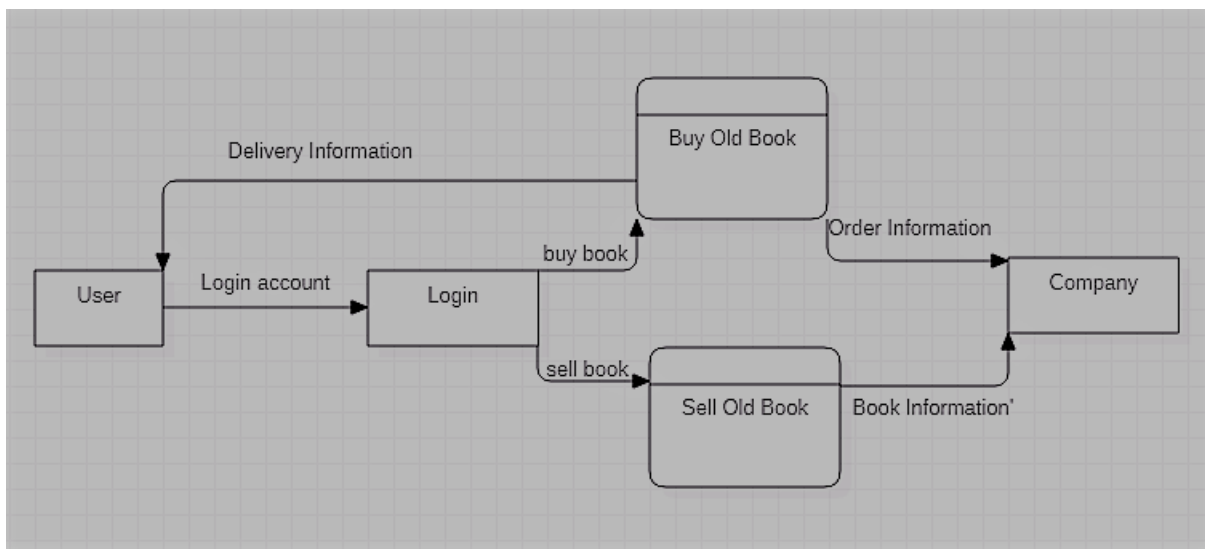 Buy Old Book
Delivery Information
Order Information
buy book
User
Login account
Login
Company
sell book
Sell Old Book
Book Information'